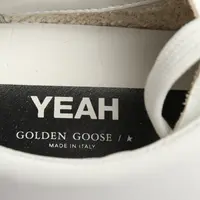 YEAH
GOLDEN GOOSE / ★
MADE IN ITALY